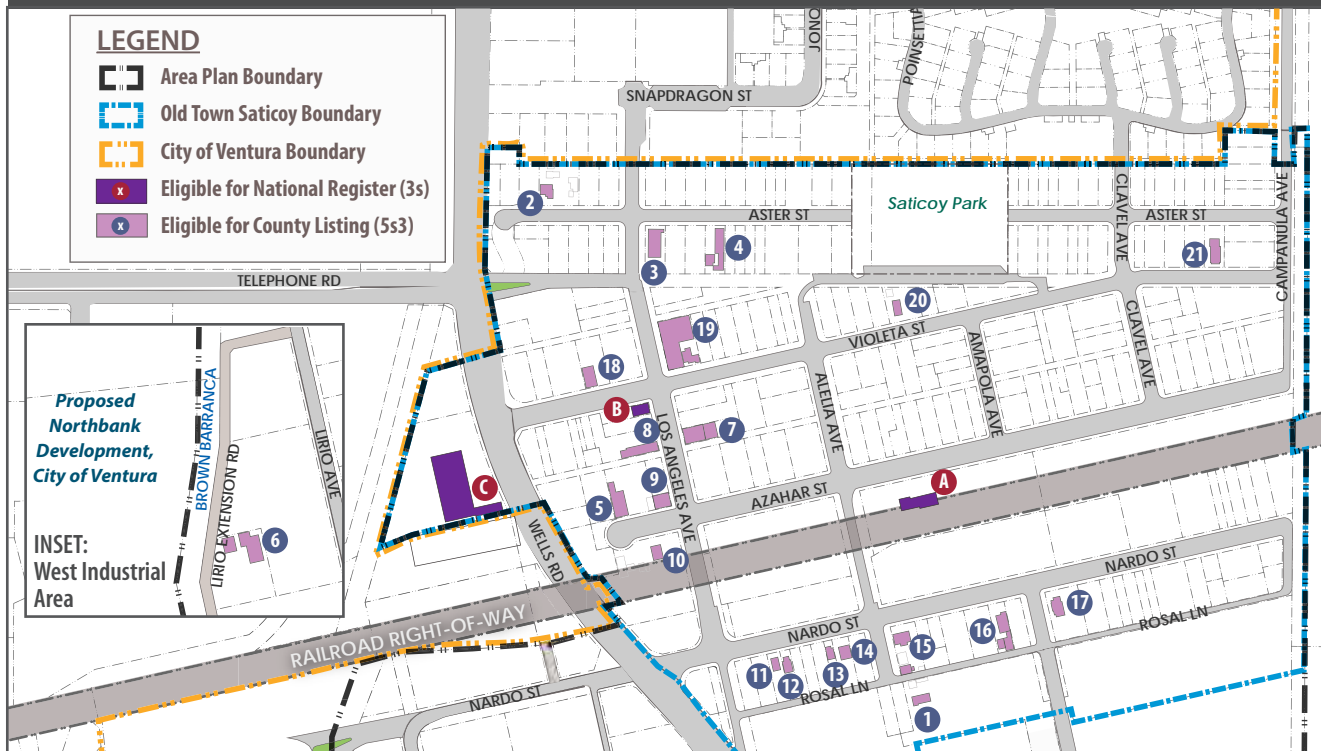 LEGEND
Area Plan Boundary
Old Town Saticoy Boundary
City of Ventura Boundary
x Eligible for National Register (3s)
x Eligible for County Listing (5s3)
SNAPDRAGON ST
JONO
POINSETTIA
2
ASTER ST
Saticoy Park
CLAVEL AVE
ASTER ST
CAMPANULA AVE
3
4
21
TELEPHONE RD
20
19
VIOLETA ST
AMAPOLA AVE
CLAVEL AVE
18
ALELIA AVE
B
LOS ANGELES AVE
8
7
C
9
5
AZAHAR ST
A
WELLS RD
10
Proposed
Northbank
Development,
City of Ventura
BROWN BARRANCA
LIRIO EXTENSION RD
LIRIO AVE
6
INSET:
West Industrial
Area
RAILROAD RIGHT-OF-WAY
NARDO ST
NARDO ST
17
ROSAL LN
16
15
14
13
12
11
ROSAL LN
NARDO ST
1